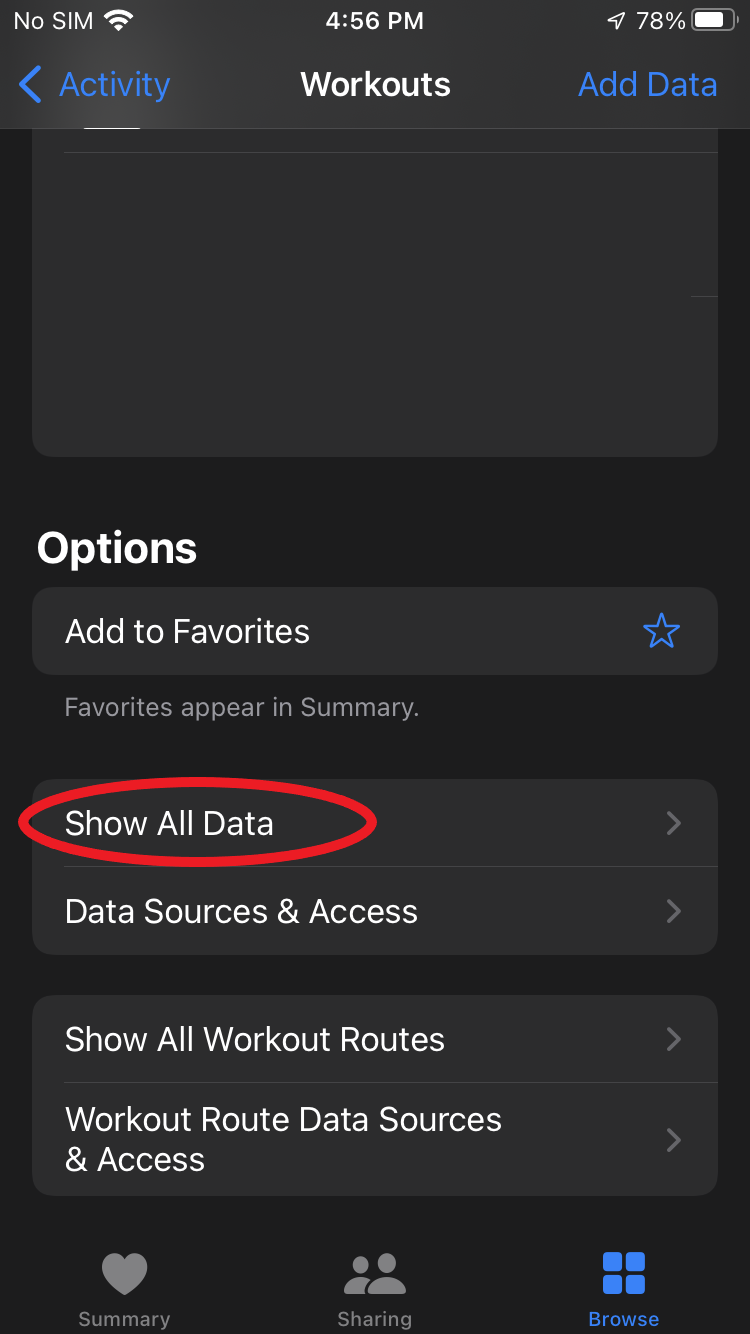 No SIM 4:56 PM 78%
Activity Workouts Add Data
Options
Add to Favorites
Favorites appear in Summary.
Show All Data
Data Sources & Access
Show All Workout Routes
Workout Route Data Sources
& Access
Summary Sharing Browse